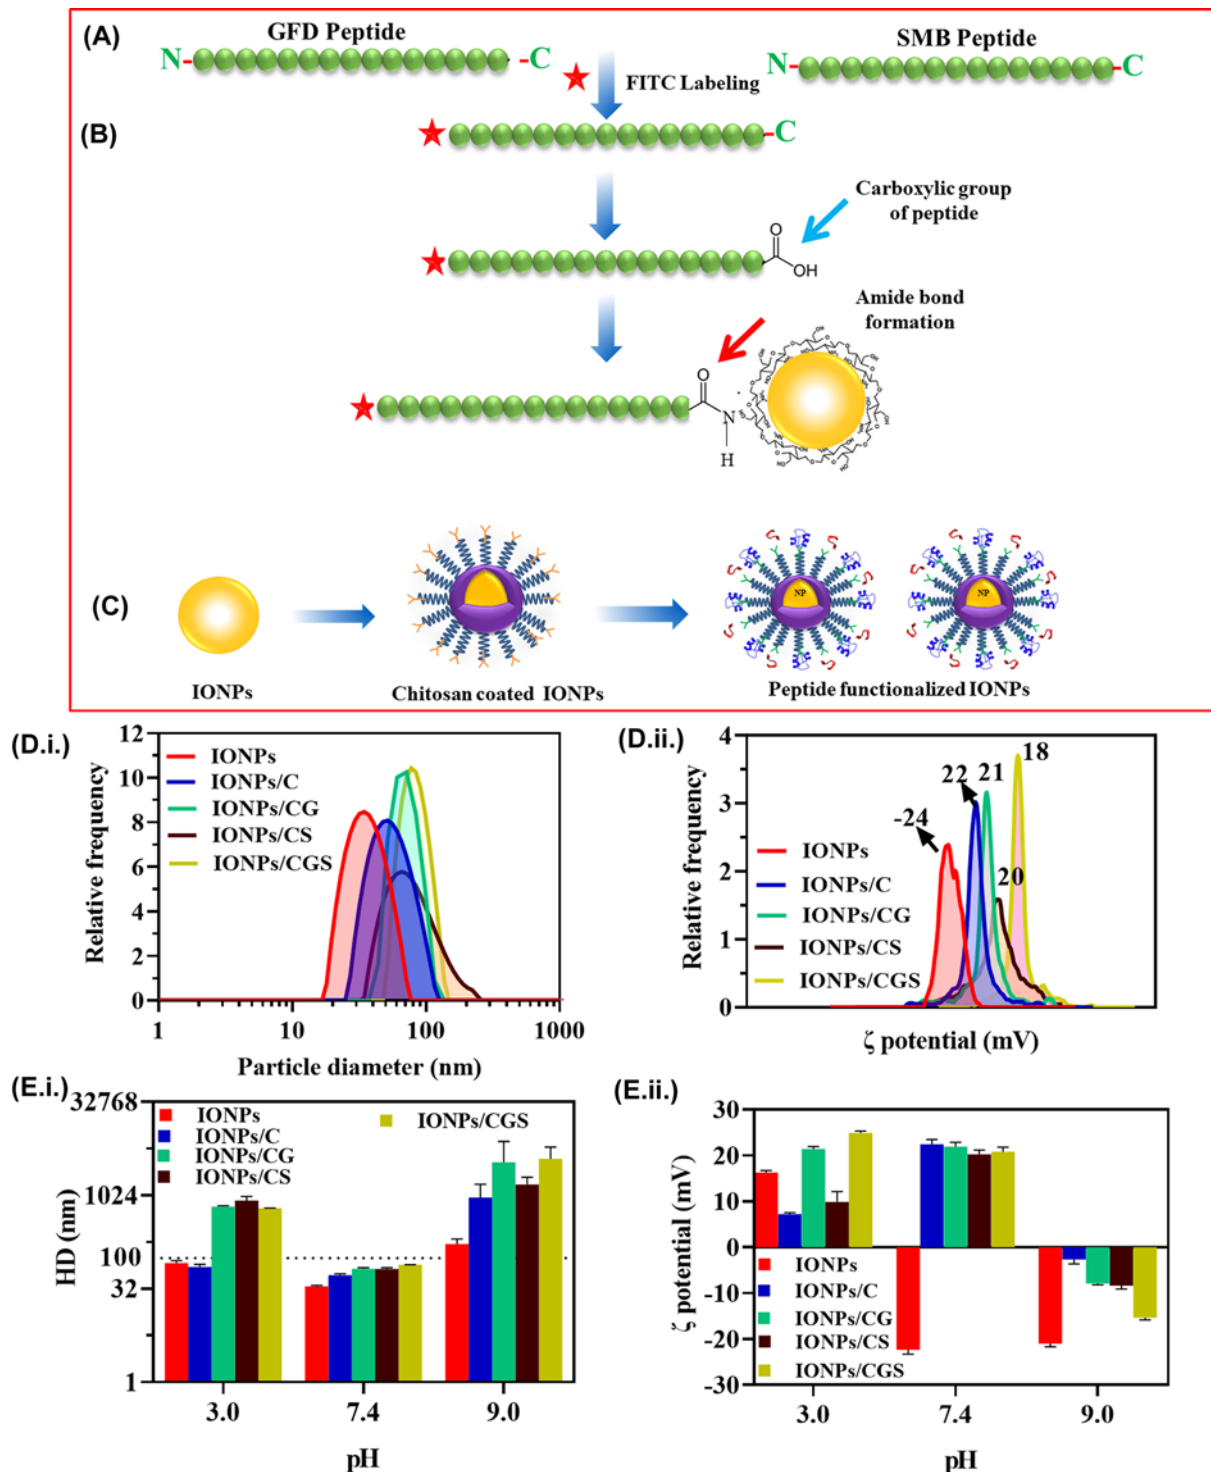 (A)
GFD Peptide
SMB Peptide
N
C
N
C
FITC Labeling
(B)
C
Carboxylic group
of peptide
O
OH
Amide bond
formation
O
N
H
(C)
NP
NP
IONPs
Chitosan coated IONPs
Peptide functionalized IONPs
(D.i.)
12
10
8
6
4
2
0
Relative frequency
IONPs
IONPs/C
IONPs/CG
IONPs/CS
IONPs/CGS
1
10
100
1000
Particle diameter (nm)
(D.ii.)
4
3
2
1
0
Relative frequency
-24
22
21
18
20
IONPs
IONPs/C
IONPs/CG
IONPs/CS
IONPs/CGS
ζ potential (mV)
(E.i.)
32768
1024
100
32
1
HD (nm)
IONPs
IONPs/C
IONPs/CG
IONPs/CS
IONPs/CGS
3.0
7.4
9.0
pH
(E.ii.)
30
20
10
0
-10
-20
-30
ζ potential (mV)
IONPs
IONPs/C
IONPs/CG
IONPs/CS
IONPs/CGS
3.0
7.4
9.0
pH